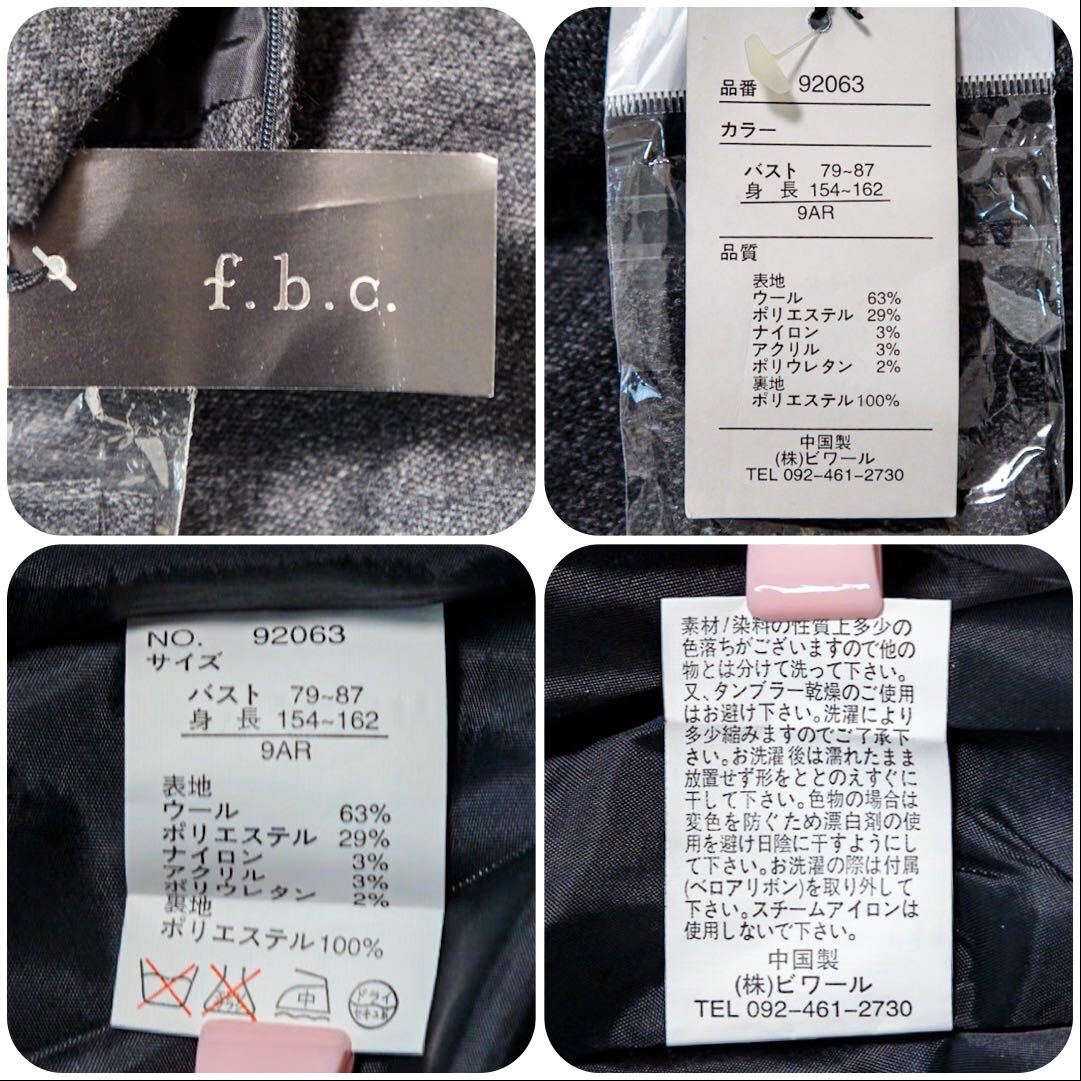 f.b.c.
品番 92063
カラー
バスト 79~87
身 長 154~162
9AR
品質
表地
ウール 63%
ポリエステル 29%
ナイロン 3%
アクリル 3%
ポリウレタン 2%
裏地
ポリエステル 100%
中国製
(株)ビワール
TEL 092-461-2730
NO. 92063
サイズ
バスト 79~87
身 長 154~162
9AR
表地
ウール 63%
ポリエステル 29%
ナイロン 3%
アクリル 3%
ポリウレタン 2%
裏地
ポリエステル 100%
中
ドライ
セキユ系
素材/染料の性質上多少の
色落ちがございますので他の
物とは分けて洗って下さい。
又、タンブラー乾燥のご使用
はお避け下さい。洗濯により
多少縮みますのでご了承下
さい。お洗濯後は濡れたまま
放置せず形をととのえすぐに
干して下さい。色物の場合は
変色を防ぐため漂白剤の使
用を避け日陰に干すようにし
て下さい。お洗濯の際は付属
(ベロアリボン)を取り外して
下さい。スチームアイロンは
使用しないで下さい。
中国製
(株)ビワール
TEL 092-461-2730